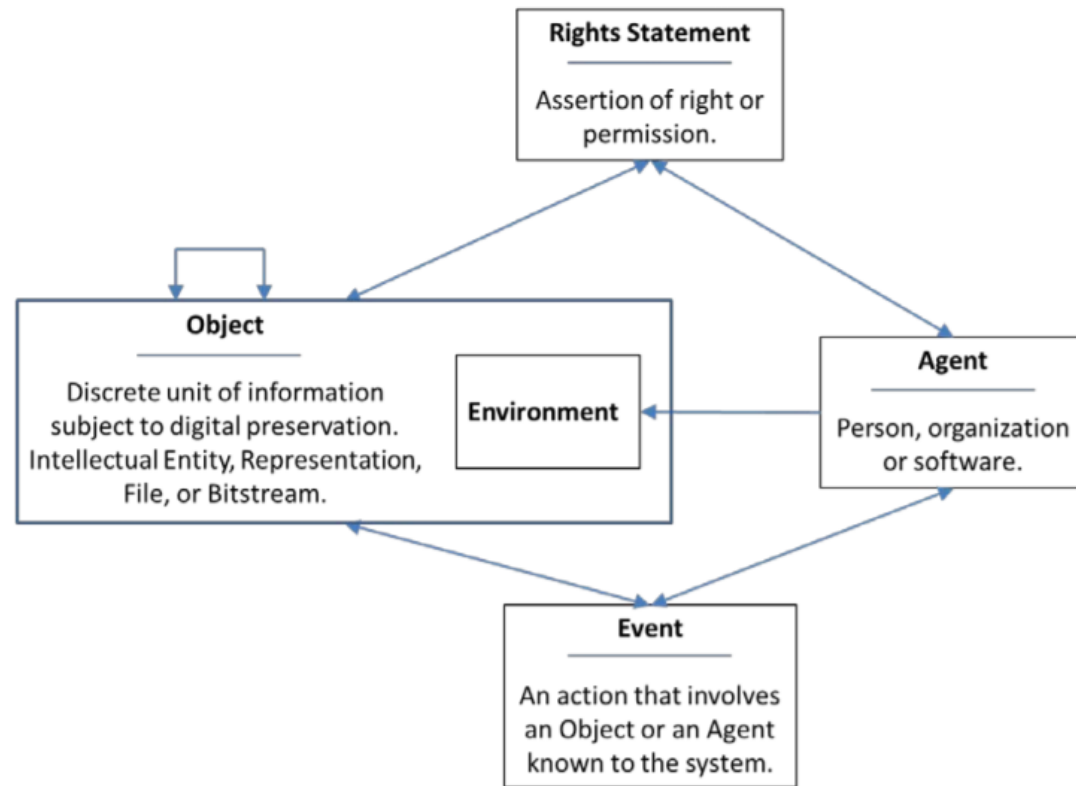 Rights Statement
Assertion of right or
permission.
Object
Discrete unit of information
subject to digital preservation.
Intellectual Entity, Representation,
File, or Bitstream.
Environment
Agent
Person, organization
or software.
Event
An action that involves
an Object or an Agent
known to the system.